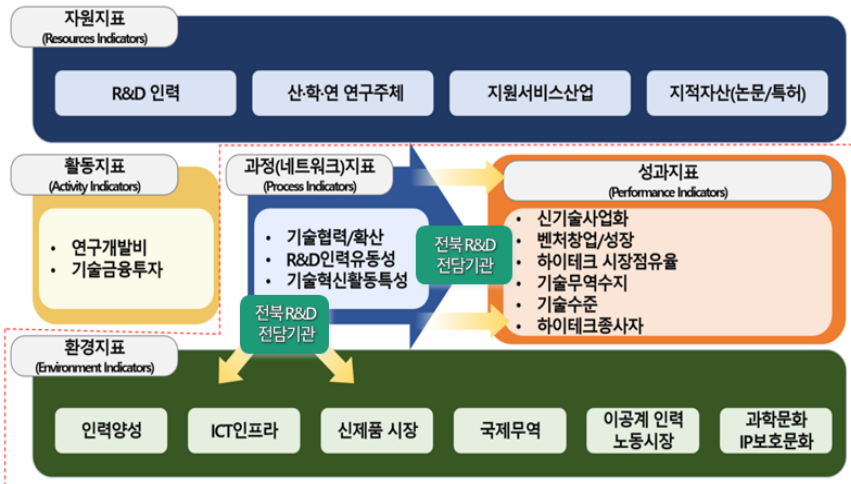 자원지표
(Resources Indicators)
R&D 인력
산·학·연 연구주체
지원서비스산업
지적자산(논문/특허)
활동지표
(Activity Indicators)
• 연구개발비
• 기술금융투자
과정(네트워크)지표
(Process Indicators)
• 기술협력/확산
• R&D인력유동성
• 기술혁신활동특성
전북 R&D
전담기관
성과지표
(Performance Indicators)
• 신기술사업화
• 벤처창업/성장
• 하이테크 시장점유율
• 기술무역수지
• 기술수준
• 하이테크종사자
전북 R&D
전담기관
환경지표
(Environment Indicators)
인력양성
ICT인프라
신제품 시장
국제무역
이공계 인력
노동시장
과학문화
IP보호문화